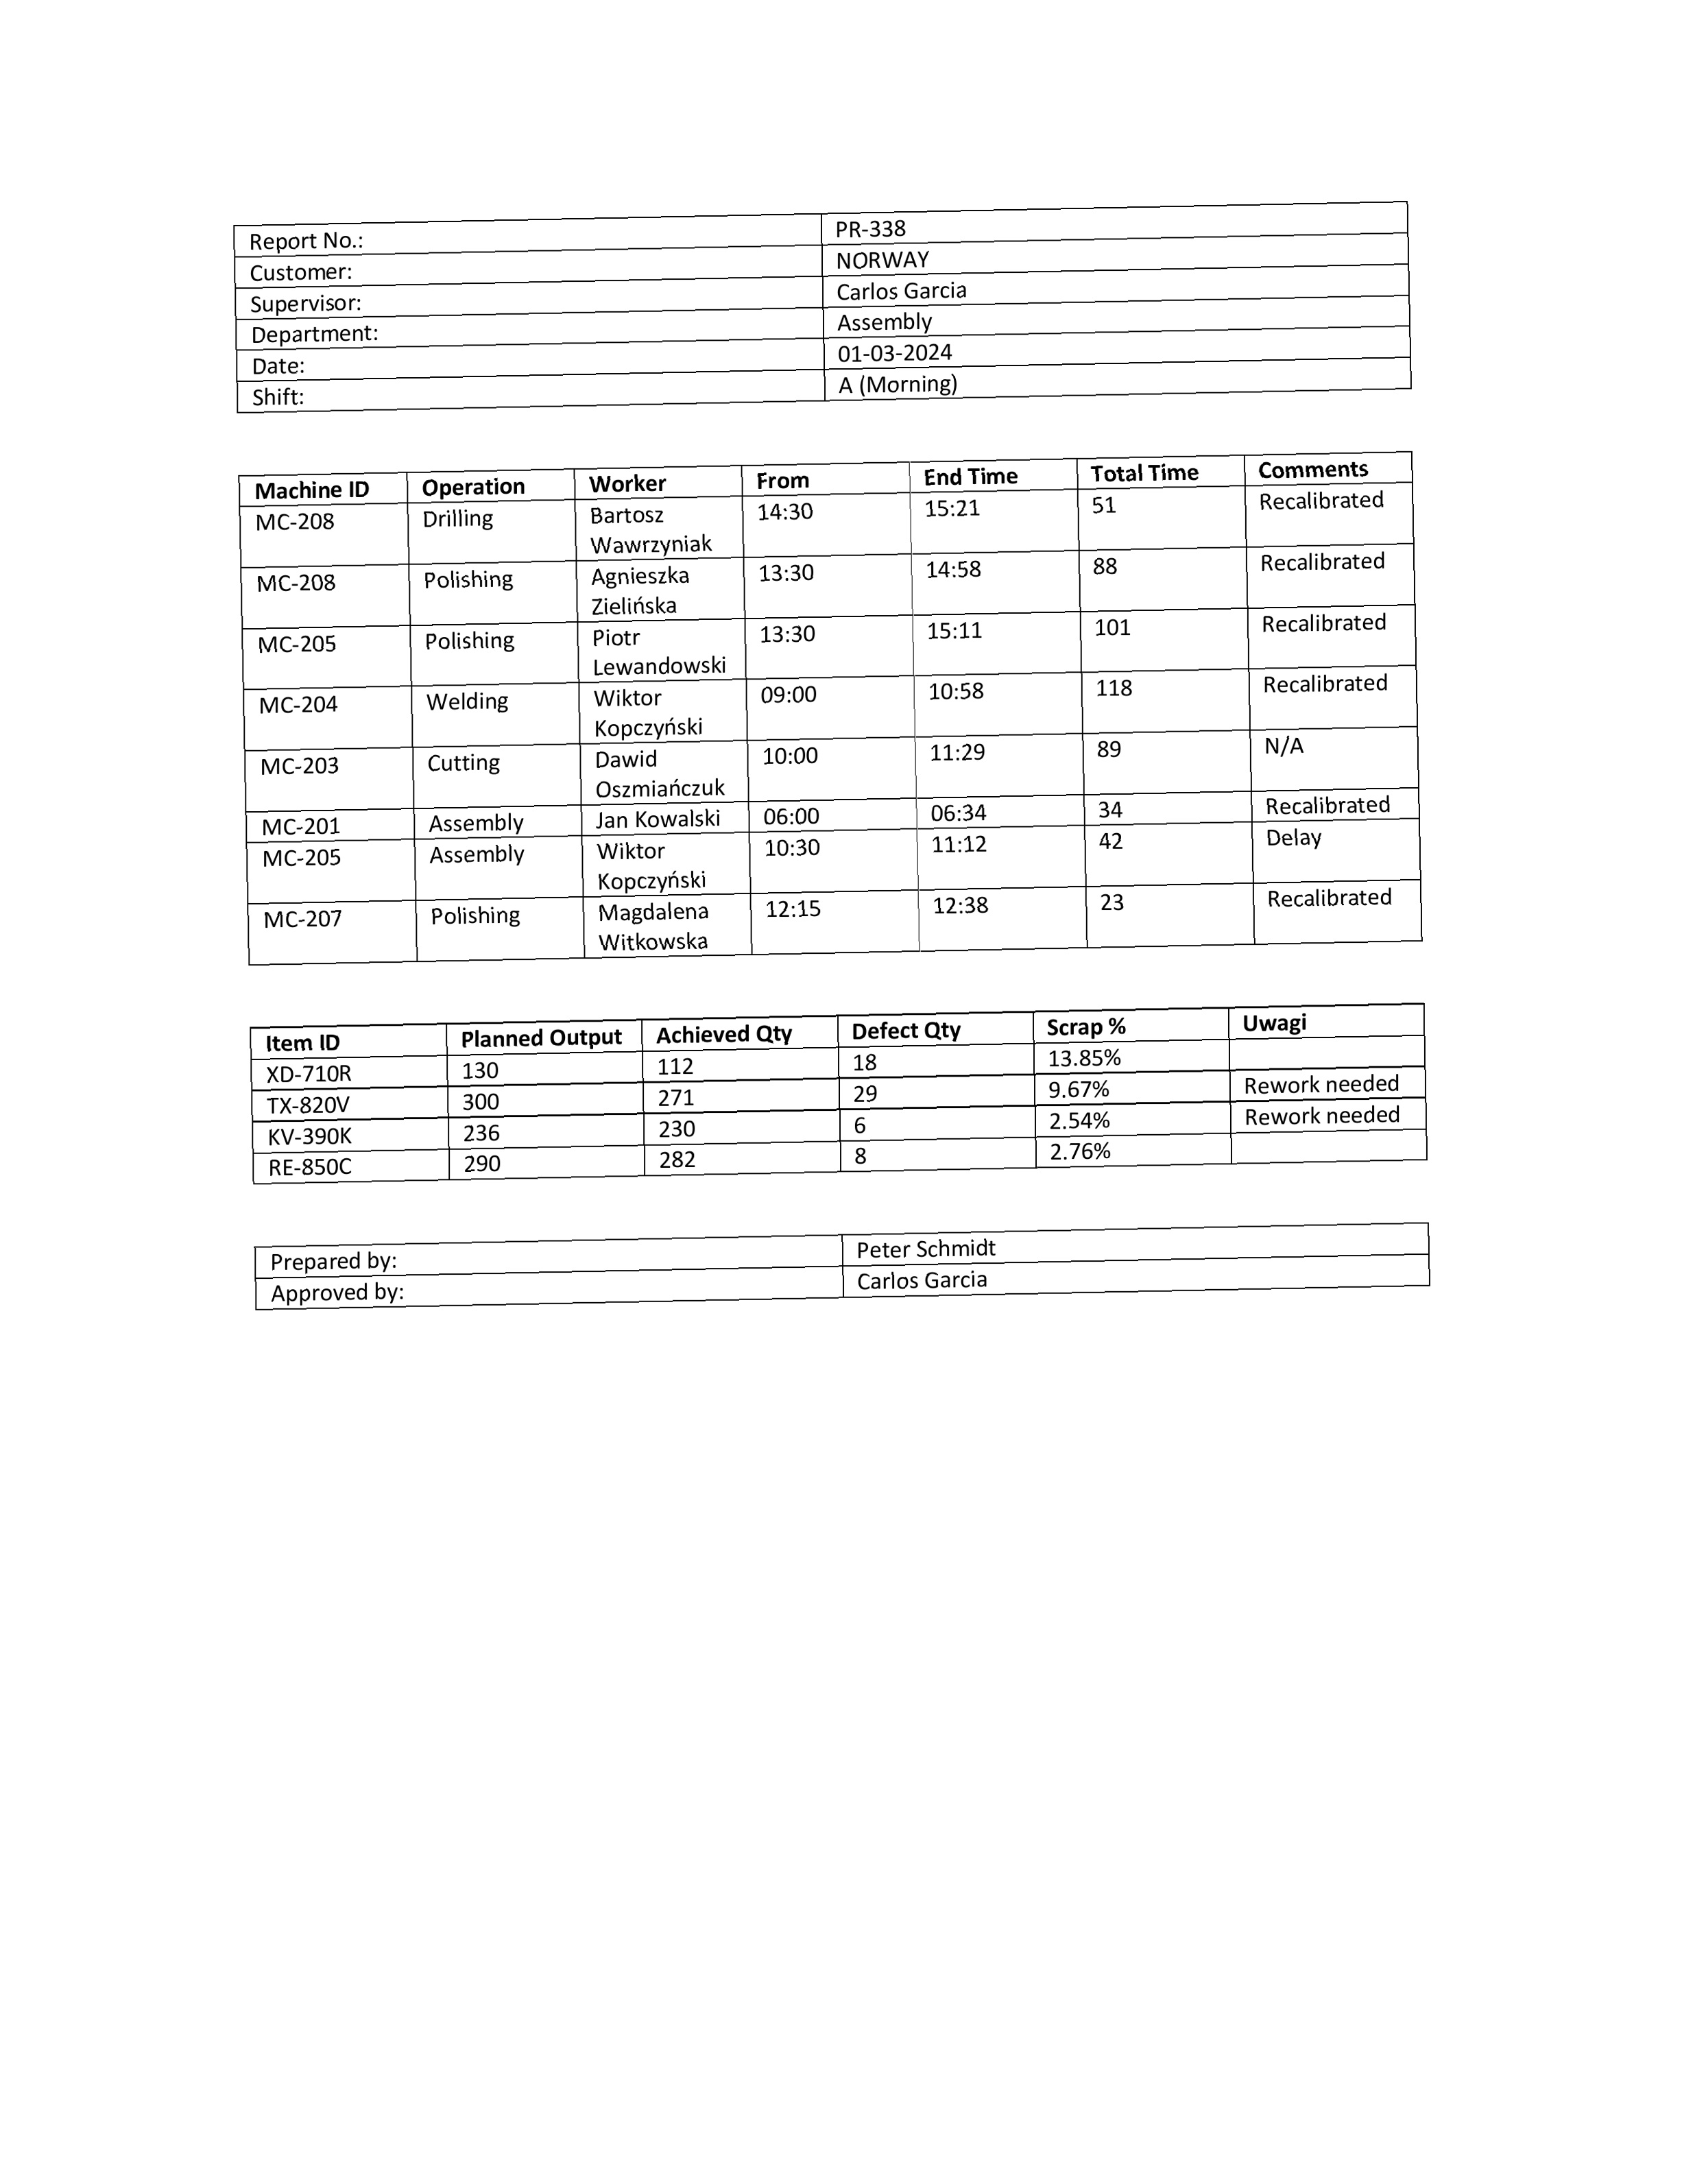 Report No.: PR-338
Customer: NORWAY
Supervisor: Carlos Garcia
Department: Assembly
Date: 01-03-2024
Shift: A (Morning)
Machine ID Operation Worker From End Time Total Time Comments
MC-208 Drilling Bartosz 14:30 15:21 51 Recalibrated
Wawrzyniak
MC-208 Polishing Agnieszka 13:30 14:58 88 Recalibrated
Zielińska
MC-205 Polishing Piotr 13:30 15:11 101 Recalibrated
Lewandowski
MC-204 Welding Wiktor 09:00 10:58 118 Recalibrated
Kopczyński
MC-203 Cutting Dawid 10:00 11:29 89 N/A
Oszmiańczuk
MC-201 Assembly Jan Kowalski 06:00 06:34 34 Recalibrated
MC-205 Assembly Wiktor 10:30 11:12 42 Delay
Kopczyński
MC-207 Polishing Magdalena 12:15 12:38 23 Recalibrated
Witkowska
Item ID Planned Output Achieved Qty Defect Qty Scrap % Uwagi
XD-710R 130 112 18 13.85%
TX-820V 300 271 29 9.67% Rework needed
KV-390K 236 230 6 2.54% Rework needed
RE-850C 290 282 8 2.76%
Prepared by: Peter Schmidt
Approved by: Carlos Garcia